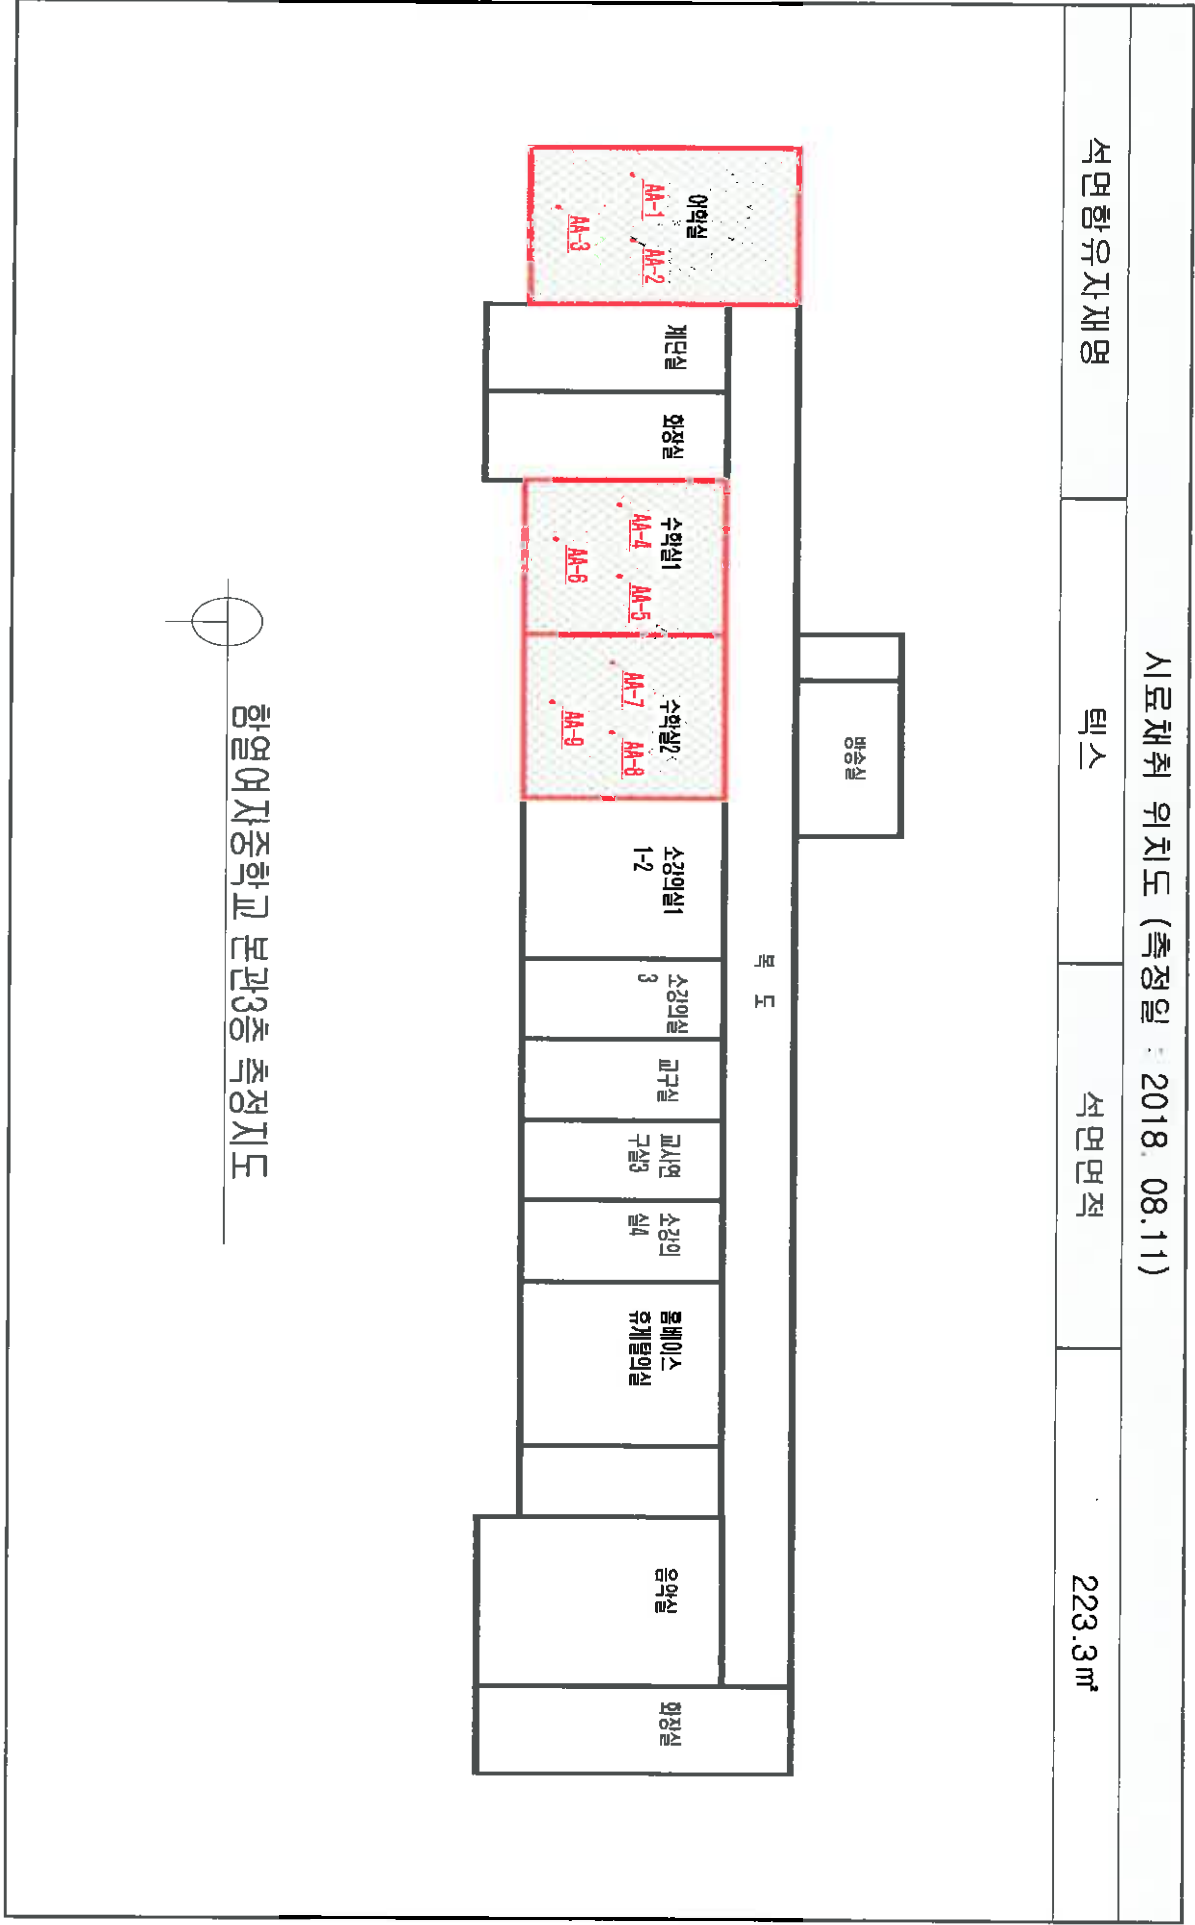 시료채취 위치도 (측정일 : 2018. 08.11)
석면함유자재명
텍스
석면면적
223.3㎡
방송실
복 도
어학실
AA-1
AA-2
AA-3
계단실
화장실
수학실1
AA-4
AA-5
AA-6
수학실2
AA-7
AA-8
AA-9
소강의실1
1-2
소강의실
3
교구실
교사연
구실3
소강의
실4
홈베이스
휴게탈의실
음악실
화장실
함열여자중학교 본관3층 측정지도